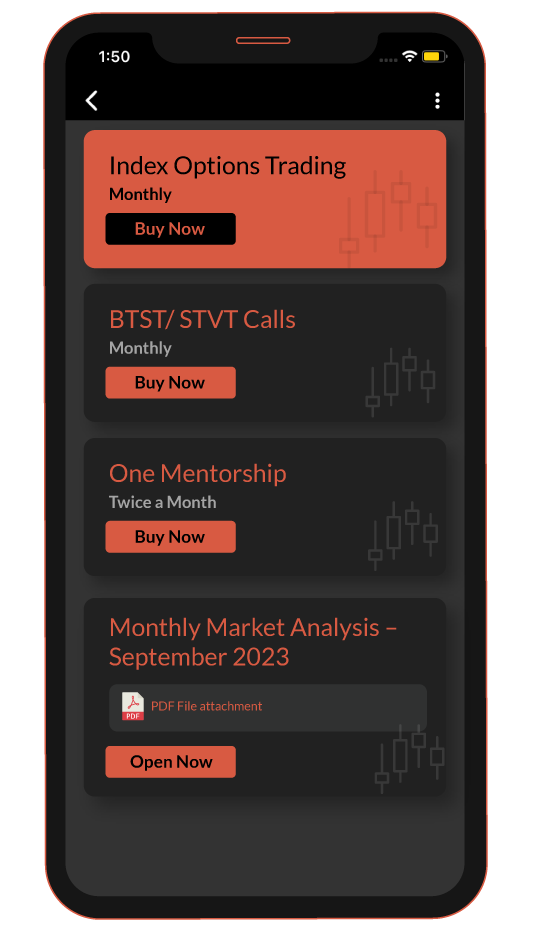 1:50
Index Options Trading
Monthly
Buy Now
BTST/ STVT Calls
Monthly
Buy Now
One Mentorship
Twice a Month
Buy Now
Monthly Market Analysis –
September 2023
PDF
PDF File attachment
Open Now